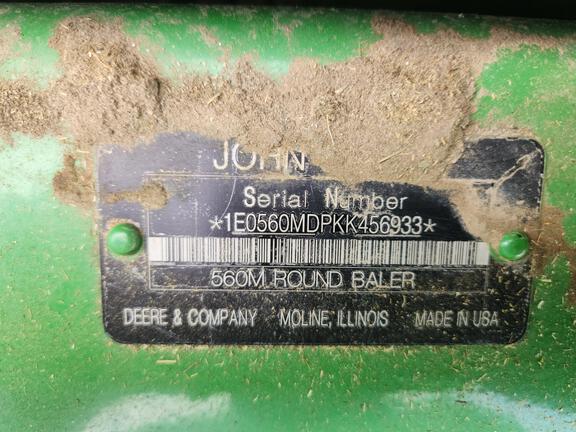 JOHN
Serial Number
*1E0560MDPKK456933*
560M ROUND BALER
DEERE & COMPANY MOLINE, ILLINOIS MADE IN USA